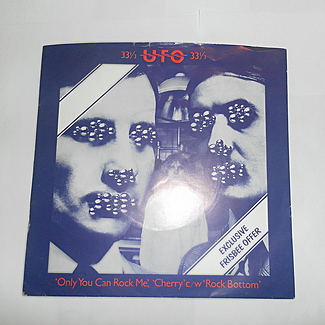 33⅓ UFO 33⅓
EXCLUSIVE
FRISBEE OFFER
'Only You Can Rock Me,' 'Cherry' c/w 'Rock Bottom'